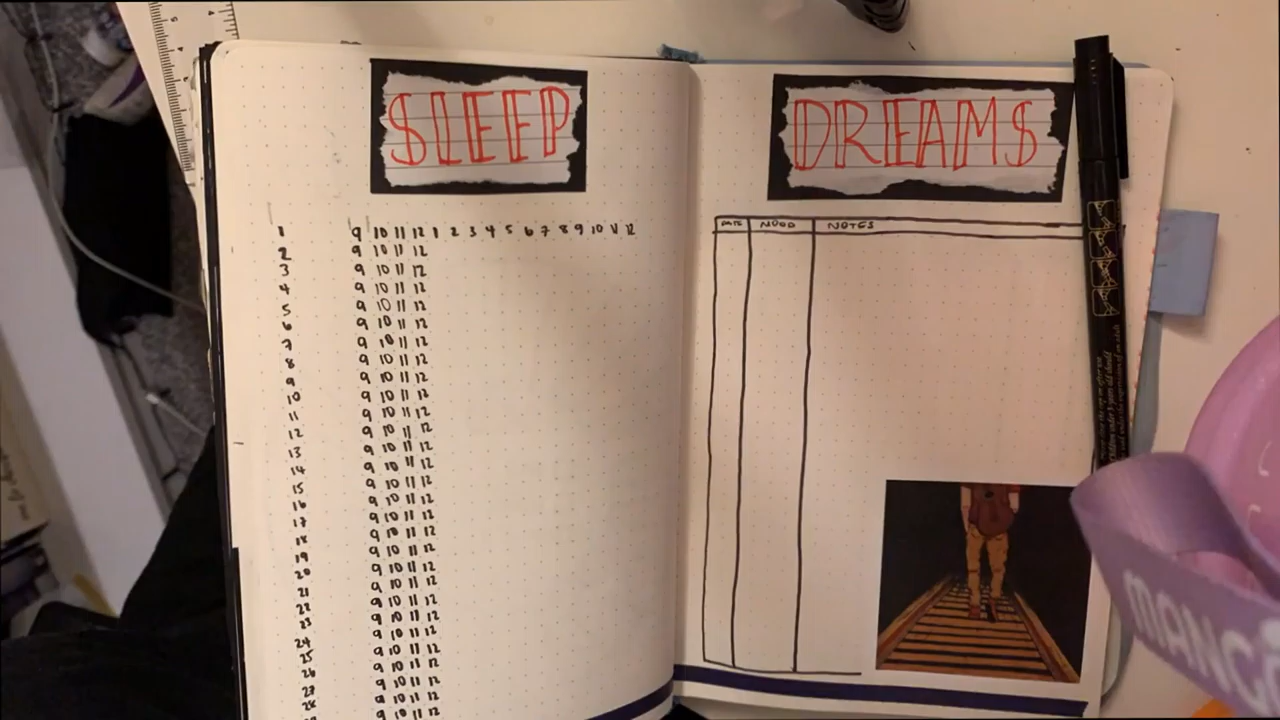 SLEEP
1 9 10 11 12 1 2 3 4 5 6 7 8 9 10 11 12
2 9 10 11 12
3 9 10 11 12
4 9 10 11 12
5 9 10 11 12
6 9 10 11 12
7 9 10 11 12
8 9 10 11 12
9 9 10 11 12
10 9 10 11 12
11 9 10 11 12
12 9 10 11 12
13 9 10 11 12
14 9 10 11 12
15 9 10 11 12
16 9 10 11 12
17 9 10 11 12
18 9 10 11 12
19 9 10 11 12
20 9 10 11 12
21 9 10 11 12
22 9 10 11 12
23 9 10 11 12
24 9 10 11 12
25 9 10 11 12
26 9 10 11 12
27 9 10 11 12
28 9 10 11 12
DREAMS
DATE MOOD NOTES
MANG